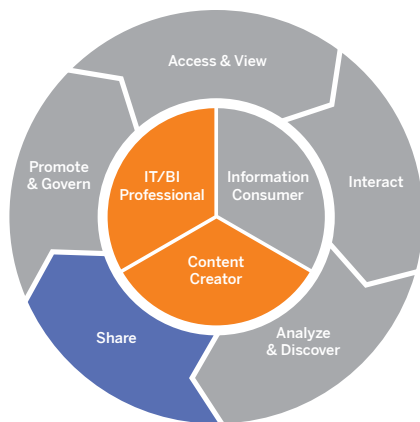 Access & View
Promote
& Govern
IT/BI
Professional
Information
Consumer
Interact
Content
Creator
Share
Analyze
& Discover